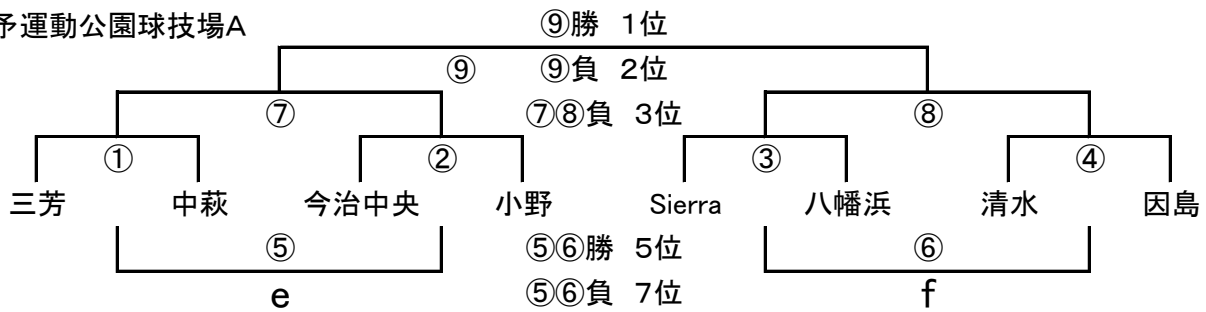 予運動公園球技場A
⑨勝 1位
⑨ ⑨負 2位
⑦ ⑦⑧負 3位 ⑧
① ② ③ ④
三芳 中萩 今治中央 小野 Sierra 八幡浜 清水 因島
⑤ ⑤⑥勝 5位 ⑥
e ⑤⑥負 7位 f